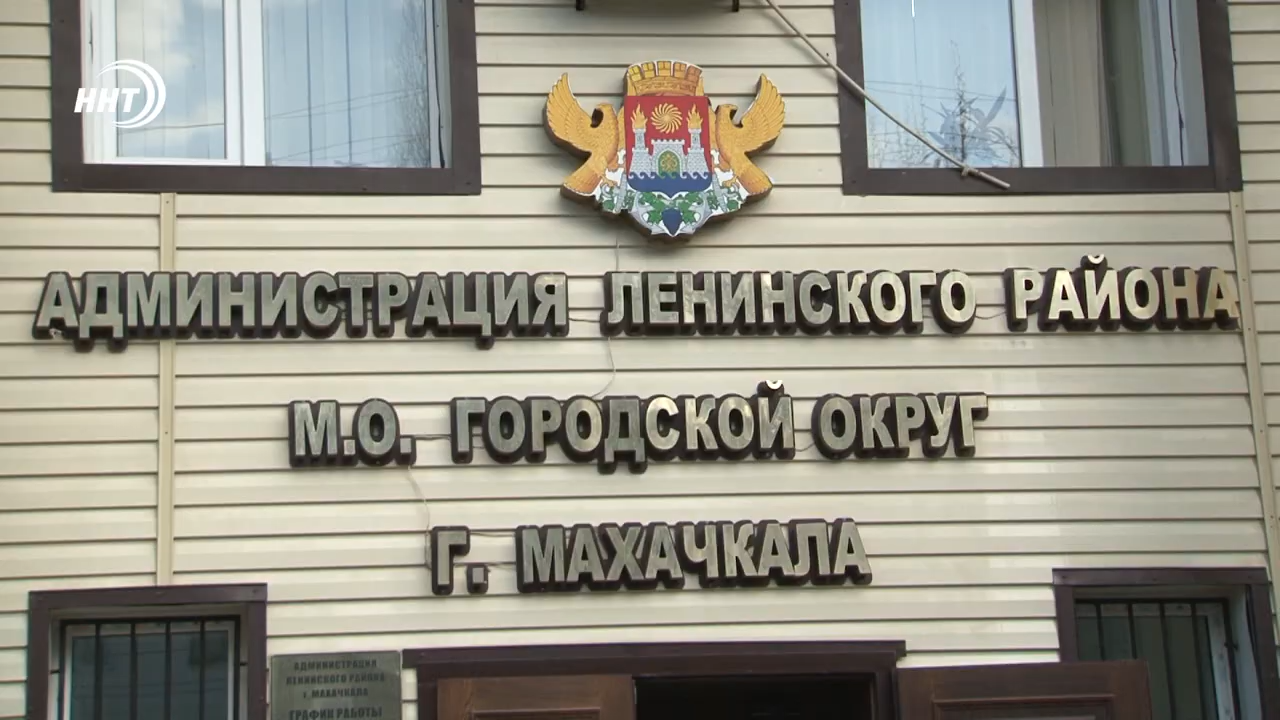 ННТ
АДМИНИСТРАЦИЯ ЛЕНИНСКОГО РАЙОНА
М.О. ГОРОДСКОЙ ОКРУГ
Г. МАХАЧКАЛА
АДМИНИСТРАЦИЯ
ЛЕНИНСКОГО РАЙОНА
г. МАХАЧКАЛА
ГРАФИК РАБОТЫ